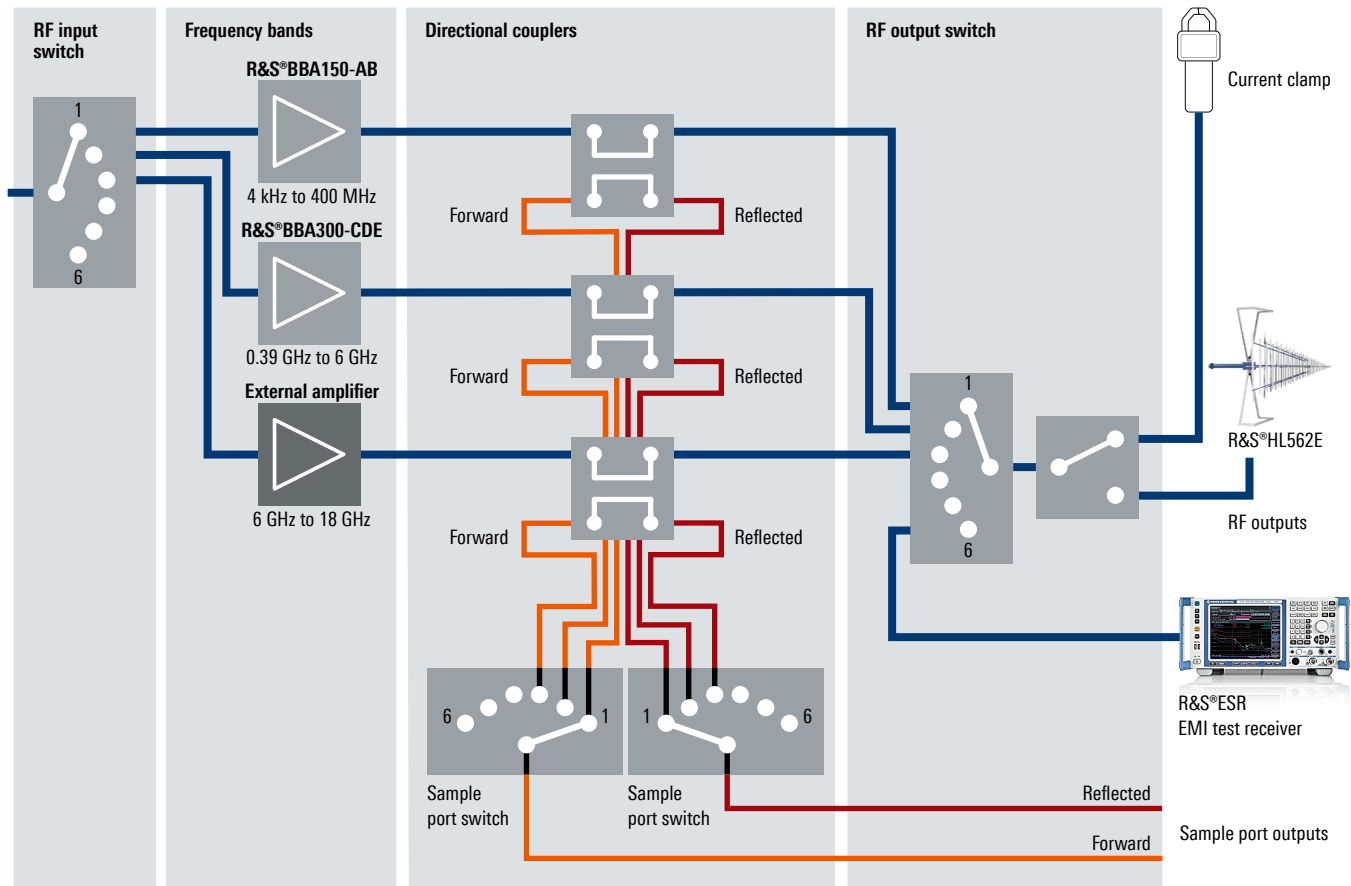 RF input
switch
Frequency bands
Directional couplers
RF output switch
R&S®BBA150-AB
Current clamp
1
4 kHz to 400 MHz
Forward
Reflected
R&S®BBA300-CDE
6
0.39 GHz to 6 GHz
Forward
Reflected
1
External amplifier
R&S®HL562E
6 GHz to 18 GHz
Forward
Reflected
RF outputs
6
6
1
1
6
R&S®ESR
EMI test receiver
Sample
port switch
Sample
port switch
Reflected
Forward
Sample port outputs